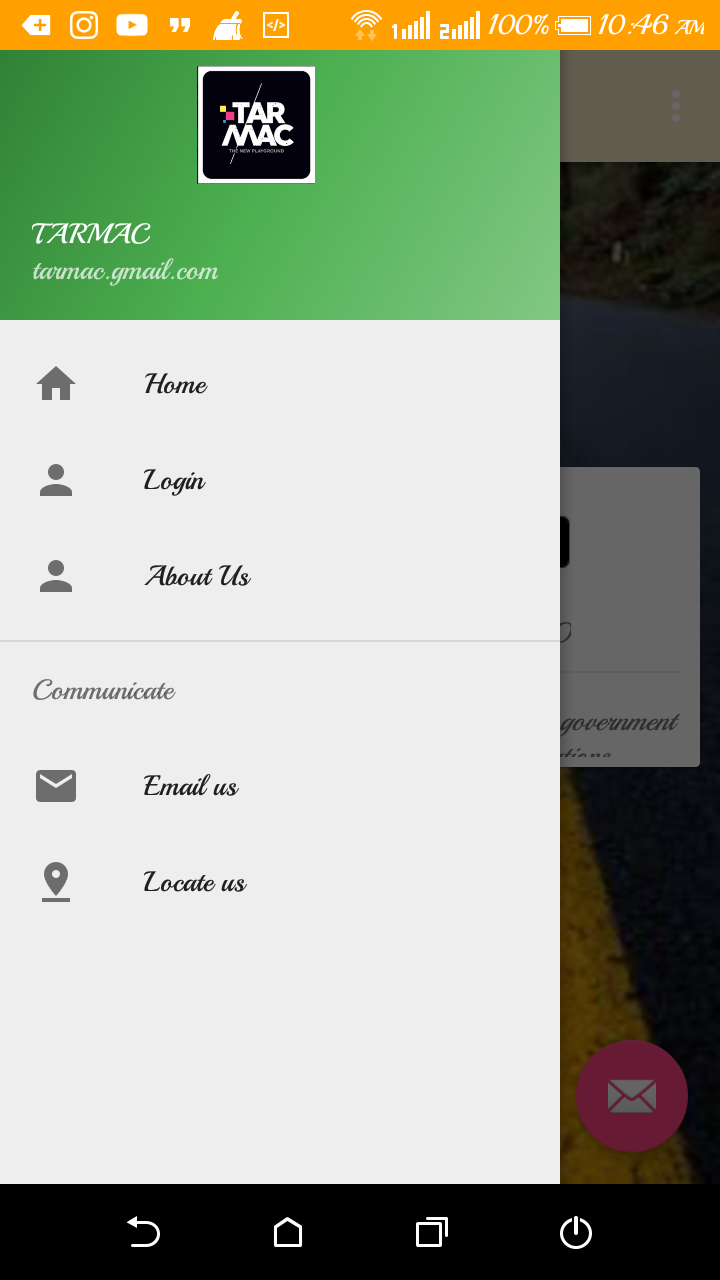 1 2 100% 10:46 AM
TAR
MAC
THE NEW PLAYGROUND
TARMAC
tarmac.gmail.com
Home
Login
About Us
government
Communicate
Email us
Locate us